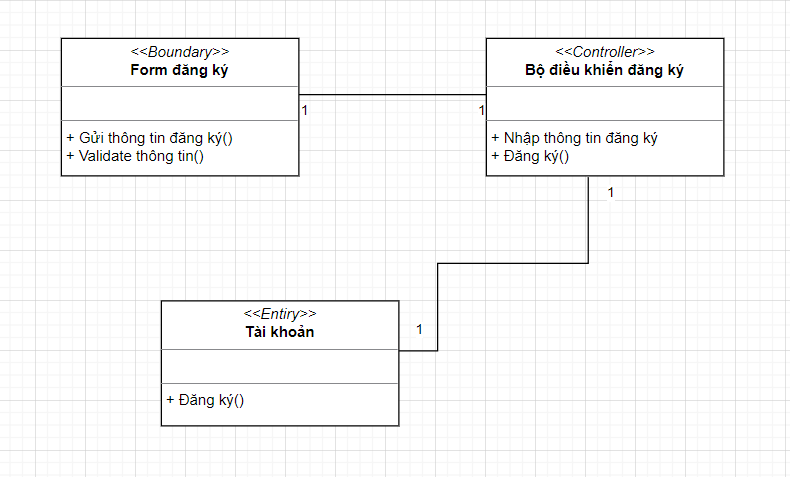 <<Boundary>>
Form đăng ký
+ Gửi thông tin đăng ký()
+ Validate thông tin()
1
1
<<Controller>>
Bộ điều khiển đăng ký
+ Nhập thông tin đăng ký
+ Đăng ký()
1
<<Entiry>>
Tài khoản
+ Đăng ký()
1